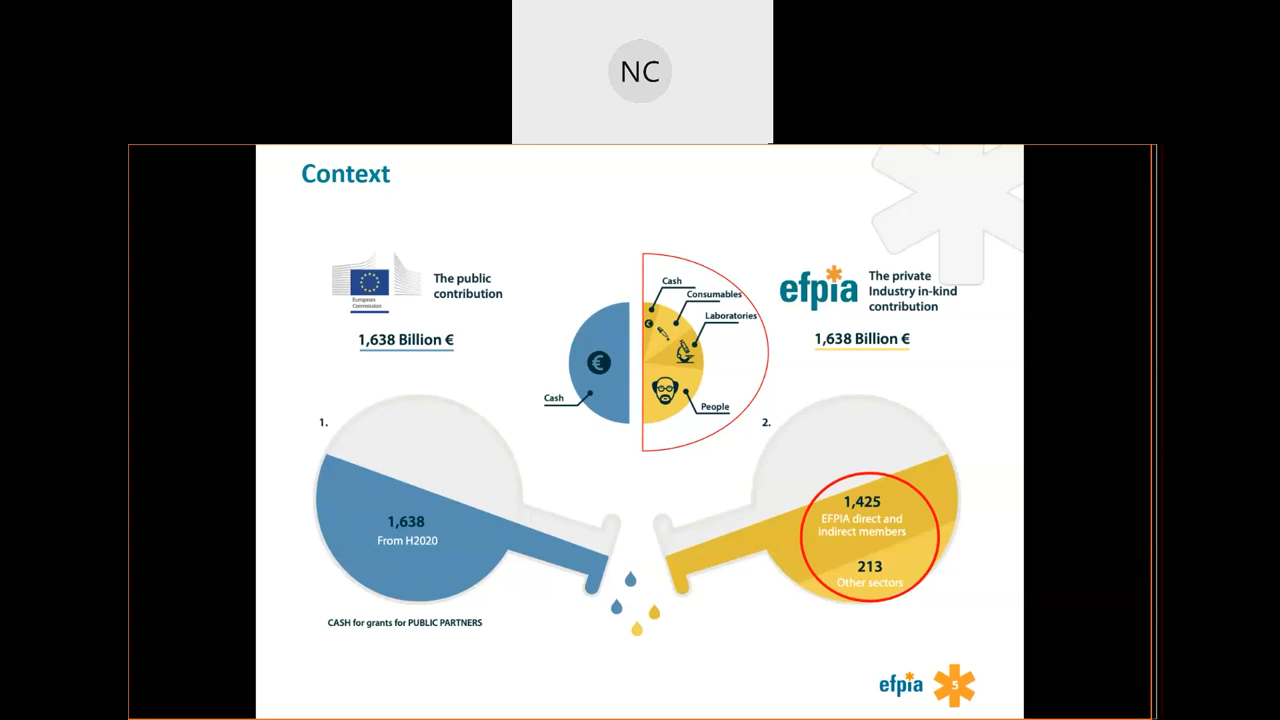 NC
Context
European
Commission
The public
contribution
1,638 Billion €
Cash
Consumables
Laboratories
€
€
Cash
People
efpia
The private
Industry in-kind
contribution
1,638 Billion €
1.
1,638
From H2020
CASH for grants for PUBLIC PARTNERS
2.
1,425
EFPIA direct and
indirect members
213
Other sectors
efpia
5